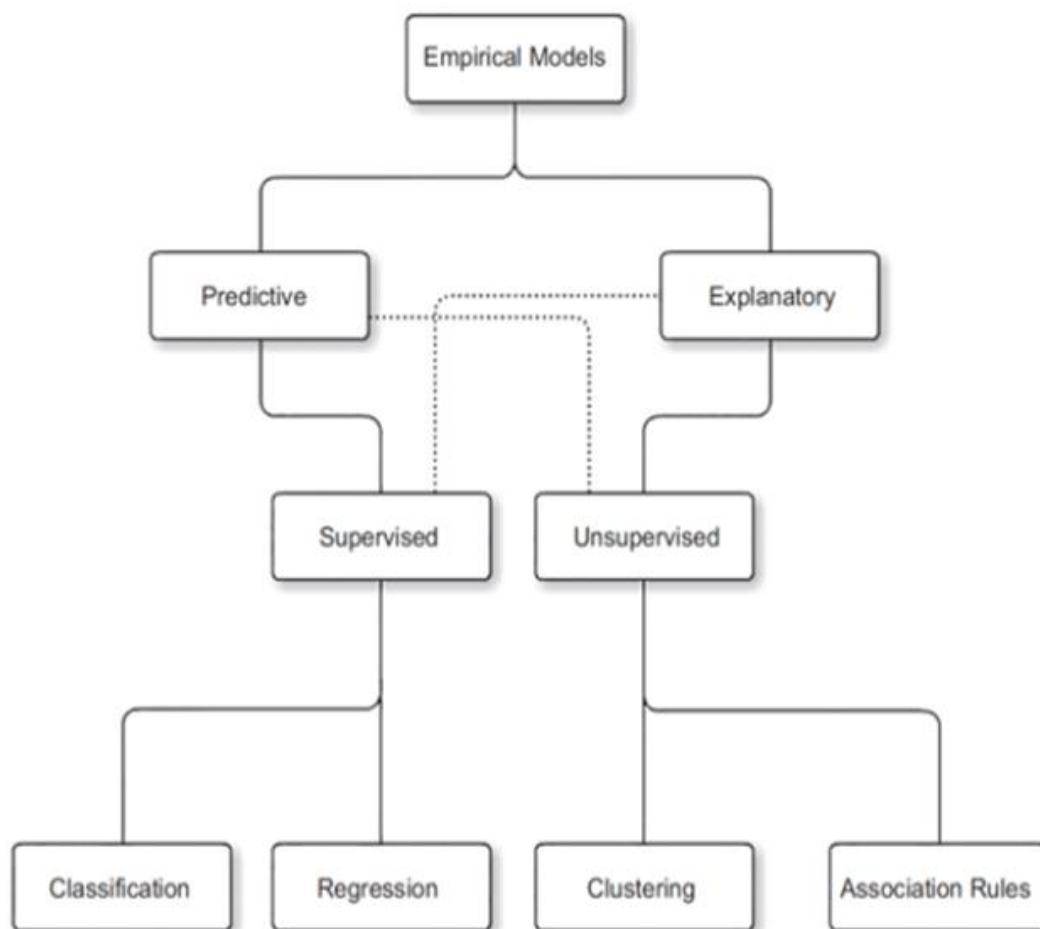 Empirical Models
Predictive
Explanatory
Supervised
Unsupervised
Classification
Regression
Clustering
Association Rules